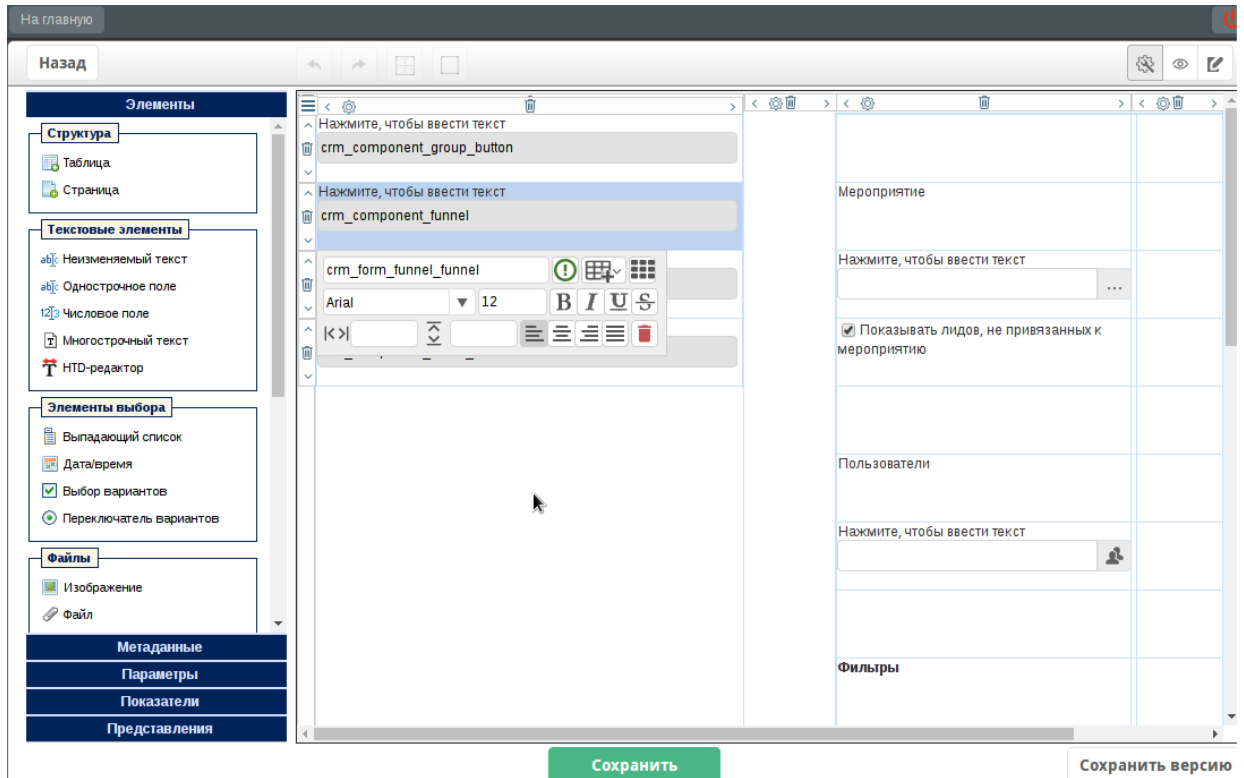 На главную
Назад
Элементы
Структура
Таблица
Страница
Текстовые элементы
Неизменяемый текст
Однострочное поле
Числовое поле
Многострочный текст
HTD-редактор
Элементы выбора
Выпадающий список
Дата/время
Выбор вариантов
Переключатель вариантов
Файлы
Изображение
Файл
Метаданные
Параметры
Показатели
Представления
Нажмите, чтобы ввести текст
crm_component_group_button
Нажмите, чтобы ввести текст
crm_component_funnel
crm_form_funnel_funnel
Arial
12
B I U S
Мероприятие
Нажмите, чтобы ввести текст
...
Показывать лидов, не привязанных к
мероприятию
Пользователи
Нажмите, чтобы ввести текст
Фильтры
Сохранить
Сохранить версию